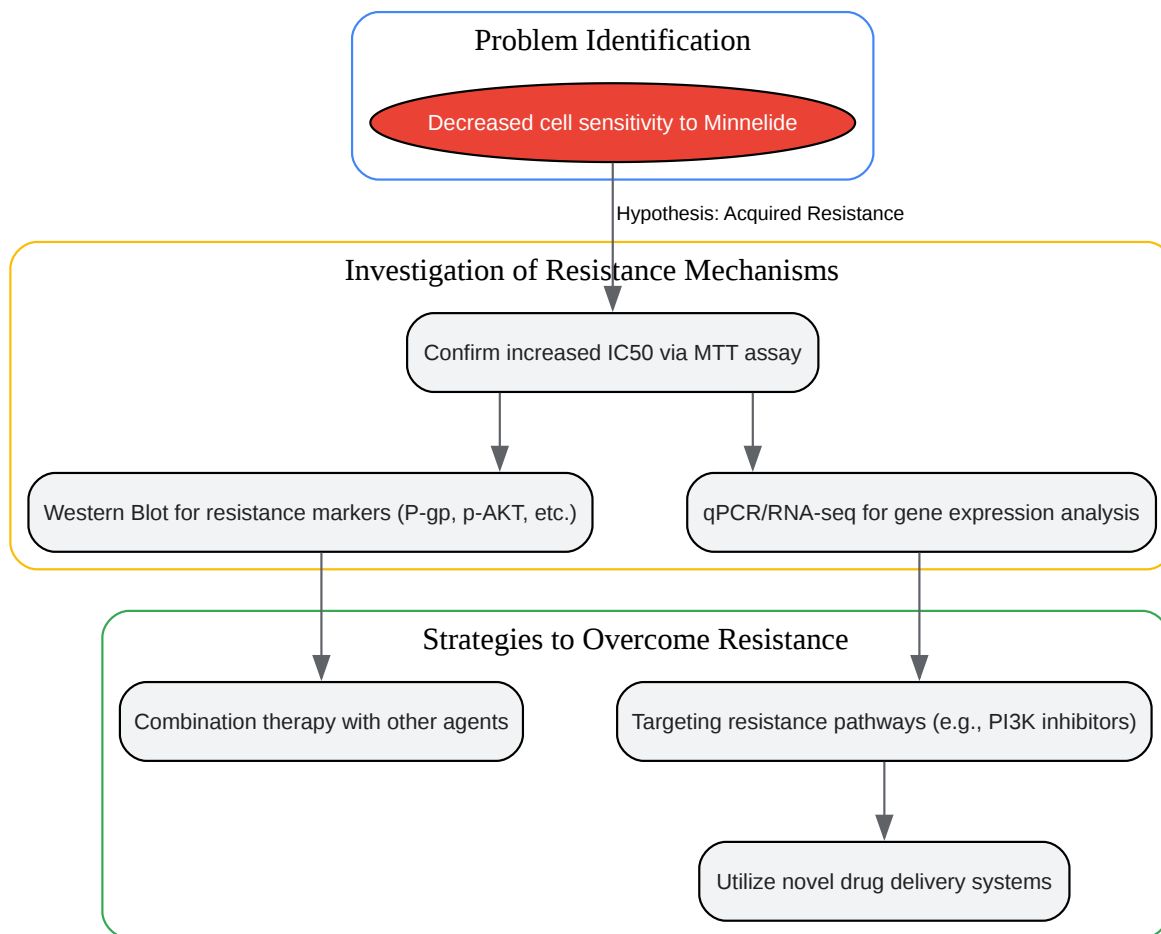 Problem Identification
Decreased cell sensitivity to Minnelide
Hypothesis: Acquired Resistance
Investigation of Resistance Mechanisms
Confirm increased IC50 via MTT assay
Western Blot for resistance markers (P-gp, p-AKT, etc.)
qPCR/RNA-seq for gene expression analysis
Strategies to Overcome Resistance
Combination therapy with other agents
Targeting resistance pathways (e.g., PI3K inhibitors)
Utilize novel drug delivery systems